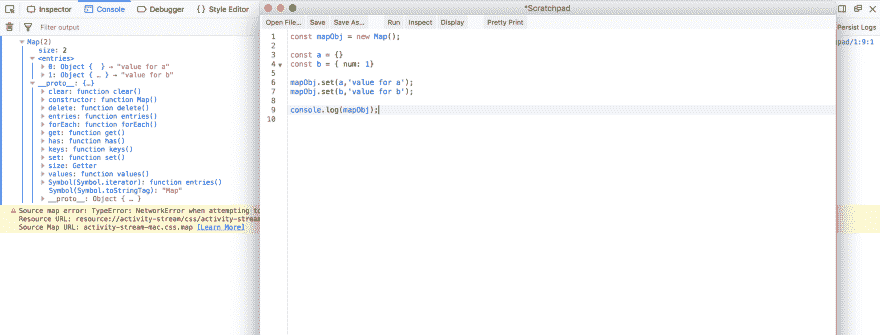 Inspector Console Debugger {} Style Editor
Filter output
Persist Logs
Map(2)
size: 2
<entries>
0: Object { } → "value for a"
1: Object { … } → "value for b"
__proto__: {…}
clear: function clear()
constructor: function Map()
delete: function delete()
entries: function entries()
forEach: function forEach()
get: function get()
has: function has()
keys: function keys()
set: function set()
size: Getter
values: function values()
Symbol(Symbol.iterator): function entries()
Symbol(Symbol.toStringTag): "Map"
__proto__: Object { … }
Source map error: TypeError: NetworkError when attempting to
Resource URL: resource://activity-stream/css/activity-strea
Source Map URL: activity-stream-mac.css.map [Learn More]
pad/1:9:1
*Scratchpad
Open File... Save Save As... Run Inspect Display Pretty Print
1 const mapObj = new Map();
2
3 const a = {}
4 const b = { num: 1}
5
6 mapObj.set(a,'value for a');
7 mapObj.set(b,'value for b');
8
9 console.log(mapObj);
10